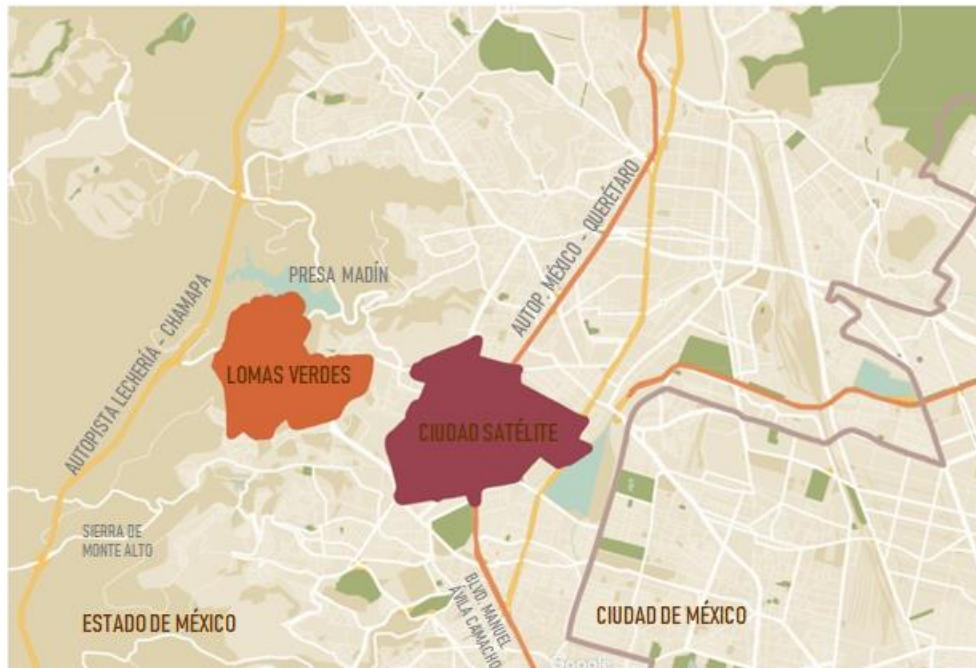 AUTOP. MÉXICO - QUERÉTARO
PRESA MADÍN
AUTOPISTA LECHERÍA - CHAMAPA
LOMAS VERDES
CIUDAD SATÉLITE
SIERRA DE
MONTE ALTO
ESTADO DE MÉXICO
BLVD. MANUEL
ÁVILA CAMACHO
CIUDAD DE MÉXICO
Google